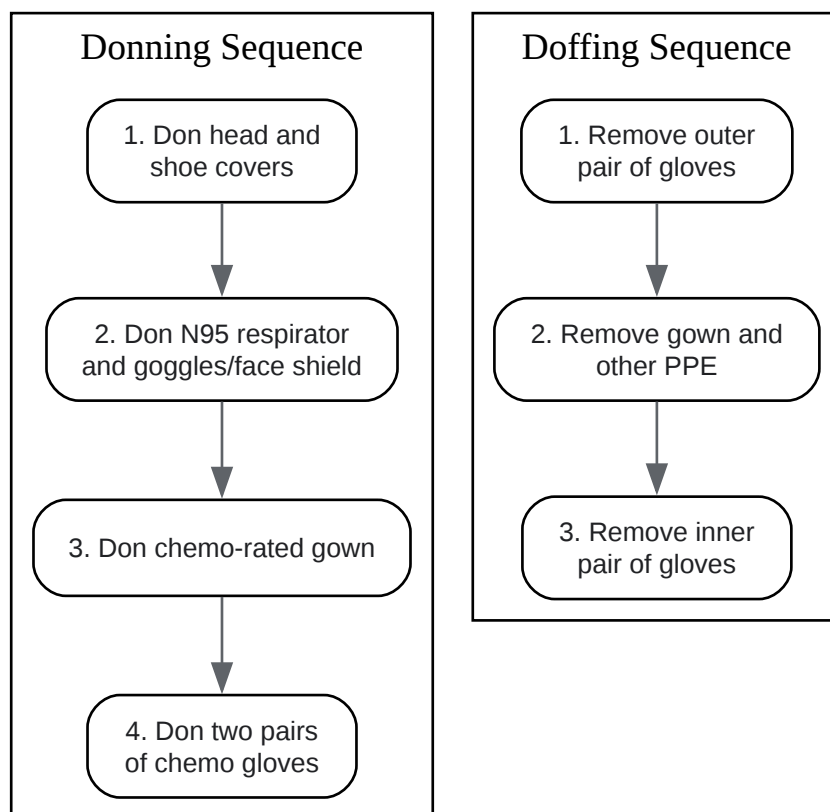 Donning Sequence
1. Don head and
shoe covers
2. Don N95 respirator
and goggles/face shield
3. Don chemo-rated gown
4. Don two pairs
of chemo gloves
Doffing Sequence
1. Remove outer
pair of gloves
2. Remove gown and
other PPE
3. Remove inner
pair of gloves